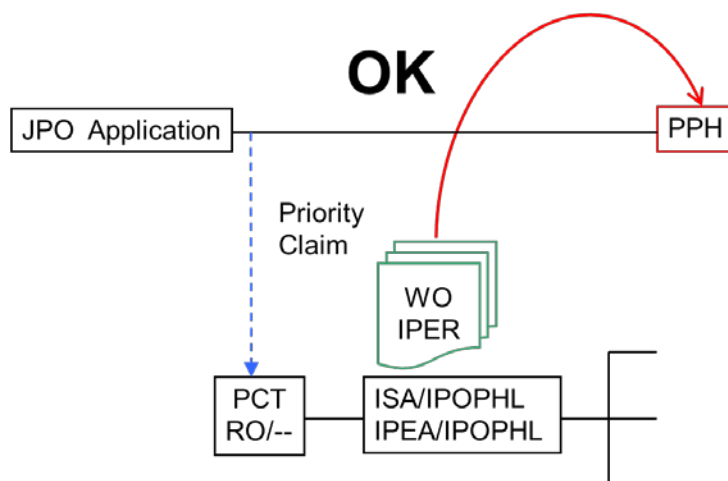 OK
JPO Application
PPH
Priority
Claim
WO
IPER
PCT
RO/--
ISA/IPOPHL
IPEA/IPOPHL